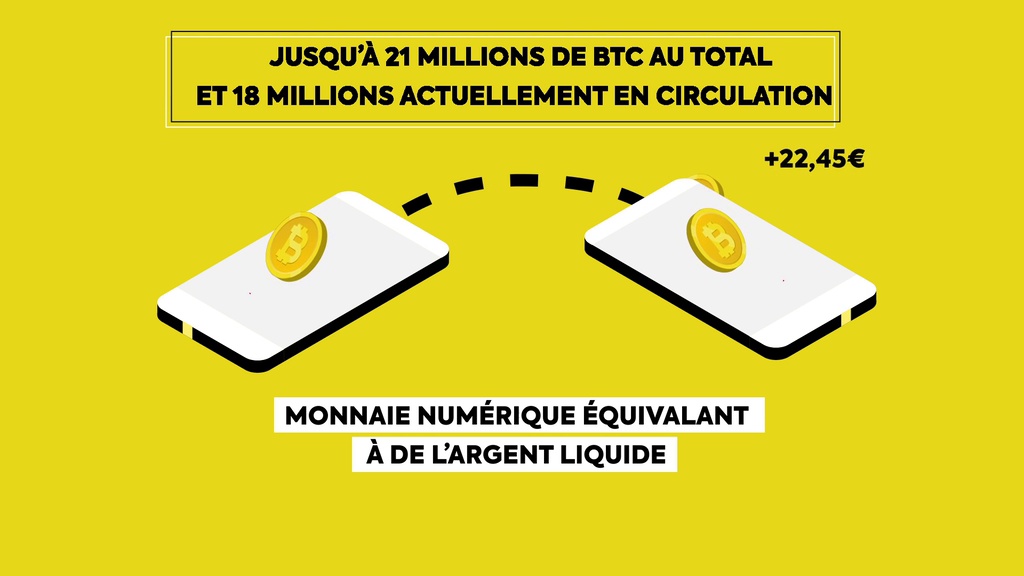 JUSQU’À 21 MILLIONS DE BTC AU TOTAL
ET 18 MILLIONS ACTUELLEMENT EN CIRCULATION
+22,45€
MONNAIE NUMÉRIQUE ÉQUIVALANT
À DE L’ARGENT LIQUIDE